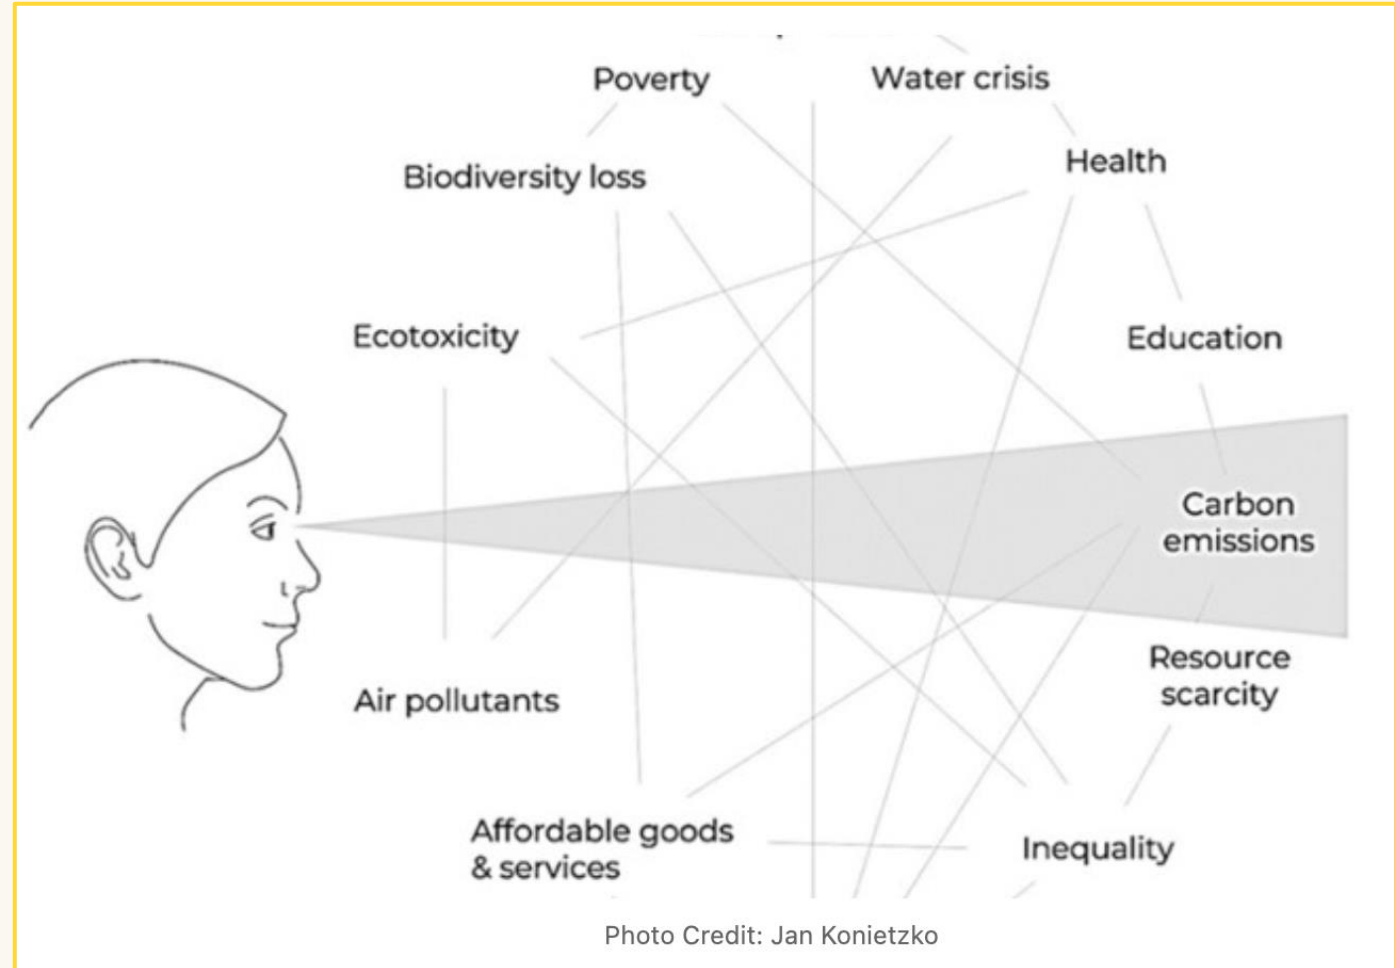 Poverty
Water crisis
Biodiversity loss
Health
Ecotoxicity
Education
Carbon
emissions
Resource
scarcity
Air pollutants
Affordable goods
& services
Inequality
Photo Credit: Jan Konietzko